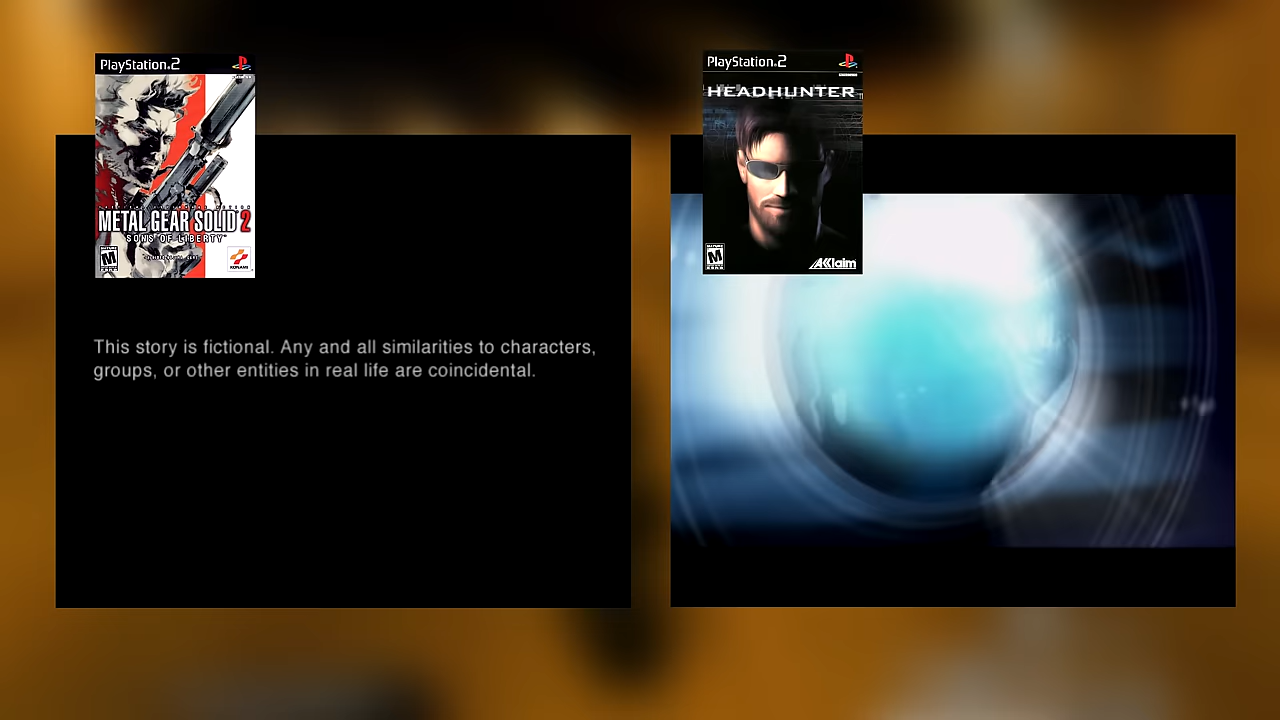 PlayStation.2
METAL GEAR SOLID 2
SONS OF LIBERTY
M
KONAMI
PlayStation.2
HEADHUNTER
M
AKklaim
This story is fictional. Any and all similarities to characters,
groups, or other entities in real life are coincidental.